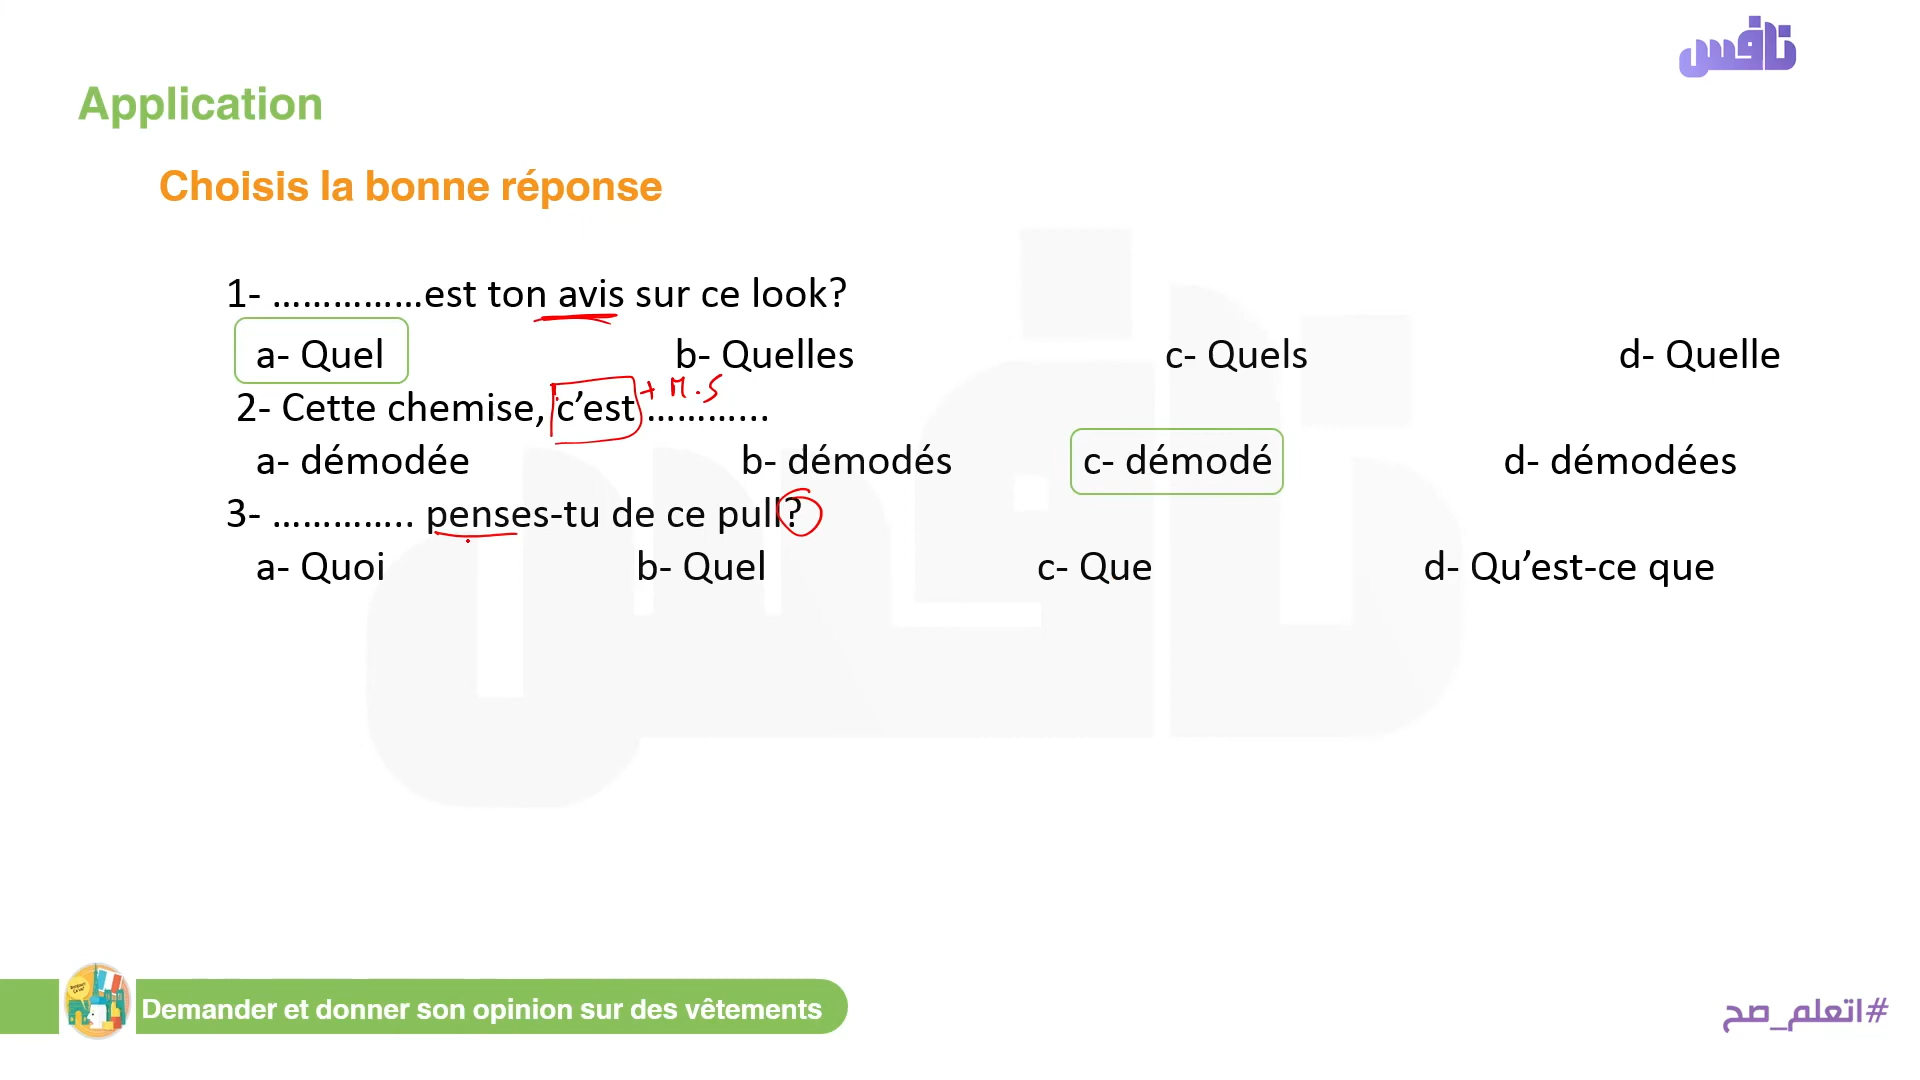 نافس
Application
Choisis la bonne réponse
1- ……………est ton avis sur ce look?
a- Quel b- Quelles c- Quels d- Quelle
+ M.S
2- Cette chemise, c’est ………...
a- démodée b- démodés c- démodé d- démodées
3- ………….. penses-tu de ce pull?
a- Quoi b- Quel c- Que d- Qu’est-ce que
Demander et donner son opinion sur des vêtements
#اتعلم_صح